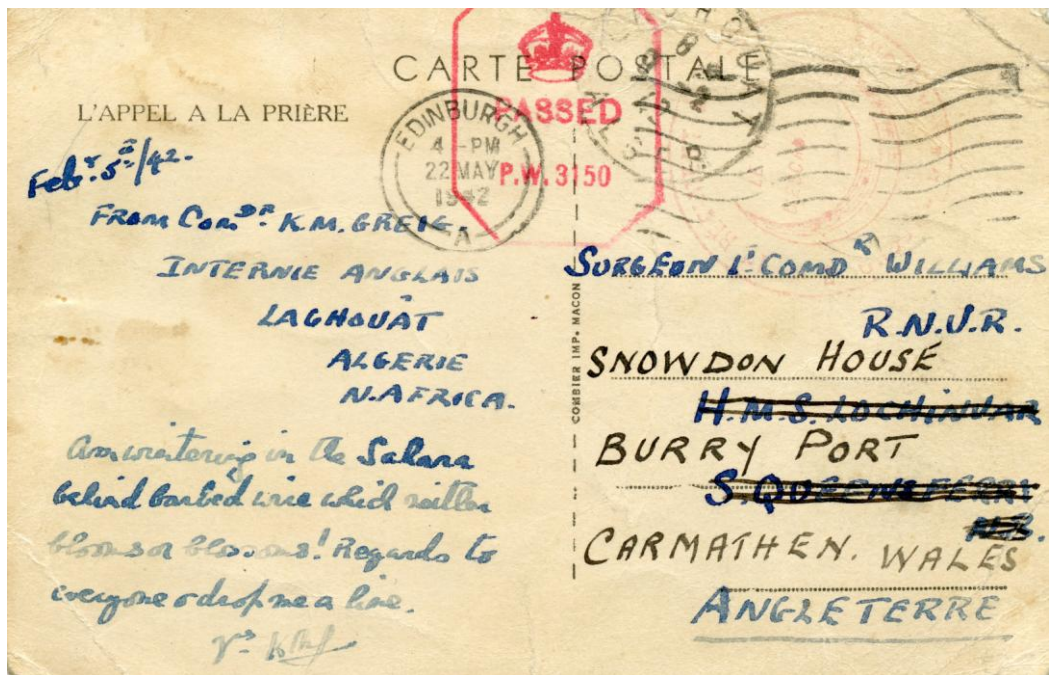 CARTE POSTALE
L'APPEL A LA PRIÈRE
PASSED
P.W. 3150
EDINBURGH
4 - PM
22 MAY
1942
A
LAGHOUAT
Feby. 5th/42.
FROM COMDR. K.M. GREIG.
INTERNIE ANGLAIS
LAGHOUÂT
ALGERIE
N. AFRICA.
Am wintering in the Sahara
behind barbed wire which neither
blooms or blossoms! Regards to
everyone & drop me a line.
COMBIER IMP. MACON
SURGEON Lt. COMDR WILLIAMS
R.N.V.R.
SNOWDON HOUSE
H.M.S. LOCHINVAR
BURRY PORT
S. QUEENSFERRY
N.B.
CARMATHEN. WALES
ANGLETERRE